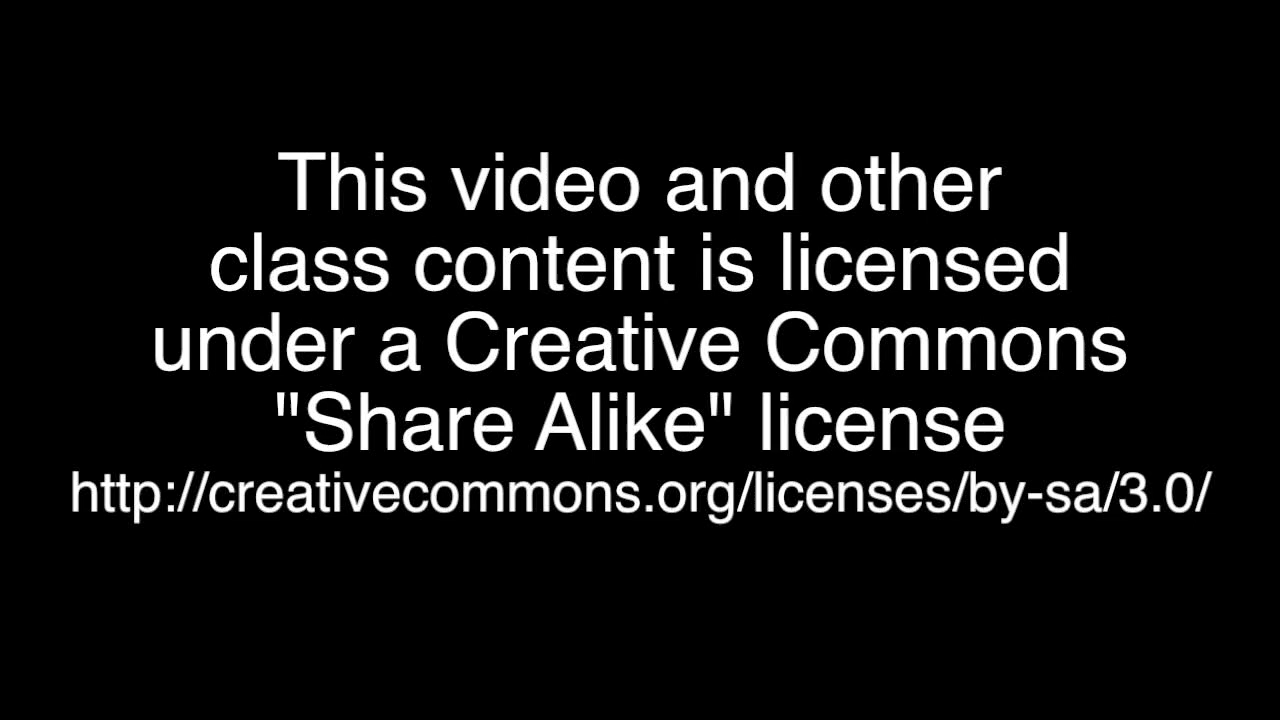 This video and other
class content is licensed
under a Creative Commons
"Share Alike" license
http://creativecommons.org/licenses/by-sa/3.0/